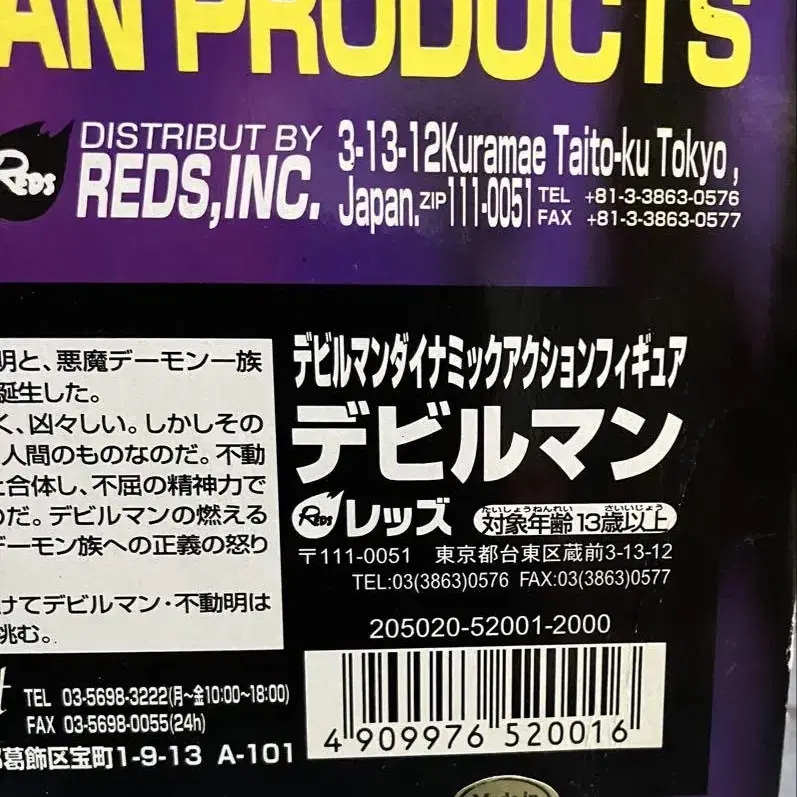 AN PRODUCTS
REDS
DISTRIBUT BY
REDS,INC.
3-13-12Kuramae Taito-ku Tokyo,
Japan. ZIP111-0051
TEL +81-3-3863-0576
FAX +81-3-3863-0577
明と、悪魔デーモン一族
誕生した。
く、凶々しい。しかしその
人間のものなのだ。不動
と合体し、不屈の精神力で
のだ。デビルマンの燃える
デーモン族への正義の怒り
けてデビルマン・不動明は
挑む。
デビルマンダイナミックアクションフィギュア
デビルマン
REDS レッズ
たいしょうねんれい さいいじょう
対象年齢13歳以上
〒111-0051 東京都台東区蔵前3-13-12
TEL:03(3863)0576 FAX:03(3863)0577
205020-52001-2000
4 909976 520016
TEL 03-5698-3222(月~金10:00~18:00)
FAX 03-5698-0055(24h)
葛飾区宝町1-9-13 A-101
Made in